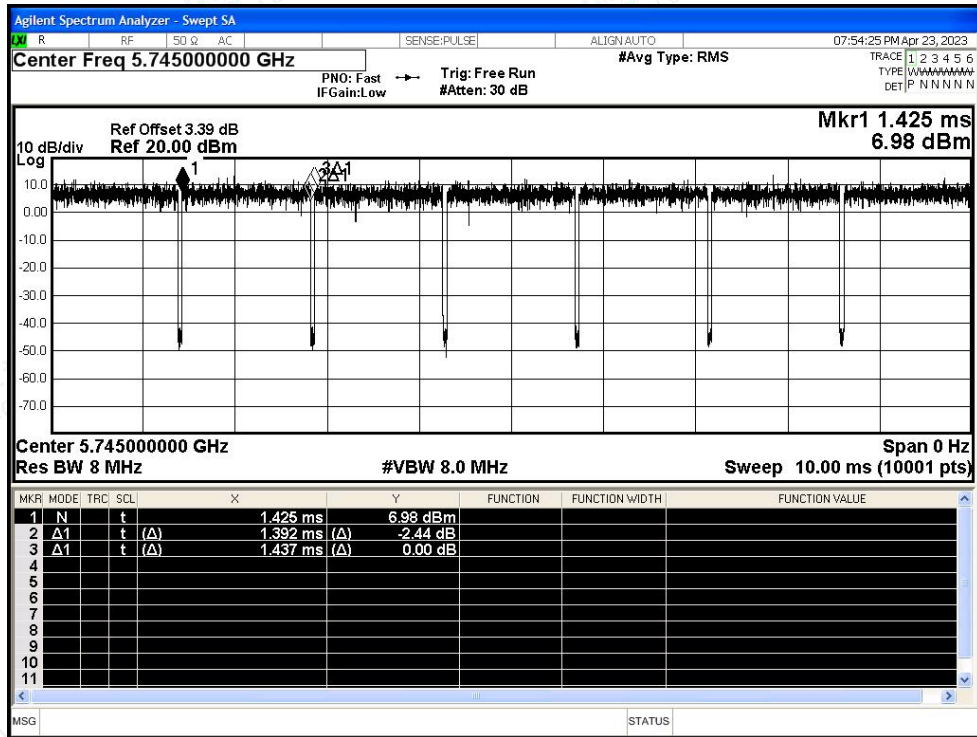 Agilent Spectrum Analyzer - Swept SA
LXI R RF 50 Ω AC SENSE:PULSE ALIGN AUTO 07:54:25 PM Apr 23, 2023
Center Freq 5.745000000 GHz
PNO: Fast
IFGain:Low
Trig: Free Run
#Atten: 30 dB
#Avg Type: RMS
TRACE 1 2 3 4 5 6
TYPE
DET P N N N N N
Mkr1 1.425 ms
6.98 dBm
Ref Offset 3.39 dB
10 dB/div Ref 20.00 dBm
Log
1
3Δ1
2Δ1
10.0
0.00
-10.0
-20.0
-30.0
-40.0
-50.0
-60.0
-70.0
Center 5.745000000 GHz Span 0 Hz
Res BW 8 MHz #VBW 8.0 MHz Sweep 10.00 ms (10001 pts)
MKR MODE TRC SCL X Y FUNCTION FUNCTION WIDTH FUNCTION VALUE
1 N t 1.425 ms 6.98 dBm
2 Δ1 t (Δ) 1.392 ms (Δ) -2.44 dB
3 Δ1 t (Δ) 1.437 ms (Δ) 0.00 dB
4
5
6
7
8
9
10
11
MSG STATUS